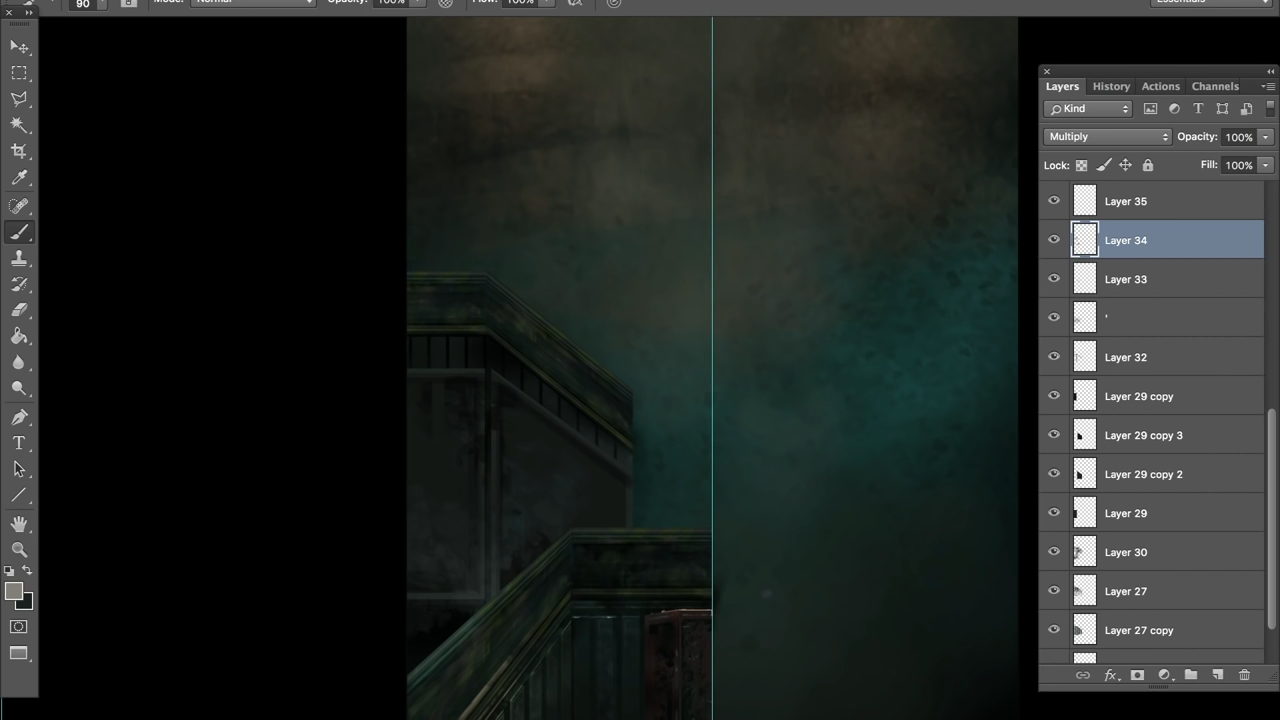 90 Mode: Normal Opacity: 100% Flow: 100% Essentials
Layers History Actions Channels
Kind
Multiply Opacity: 100%
Lock: Fill: 100%
Layer 35
Layer 34
Layer 33
'
Layer 32
Layer 29 copy
Layer 29 copy 3
Layer 29 copy 2
Layer 29
Layer 30
Layer 27
Layer 27 copy
fx